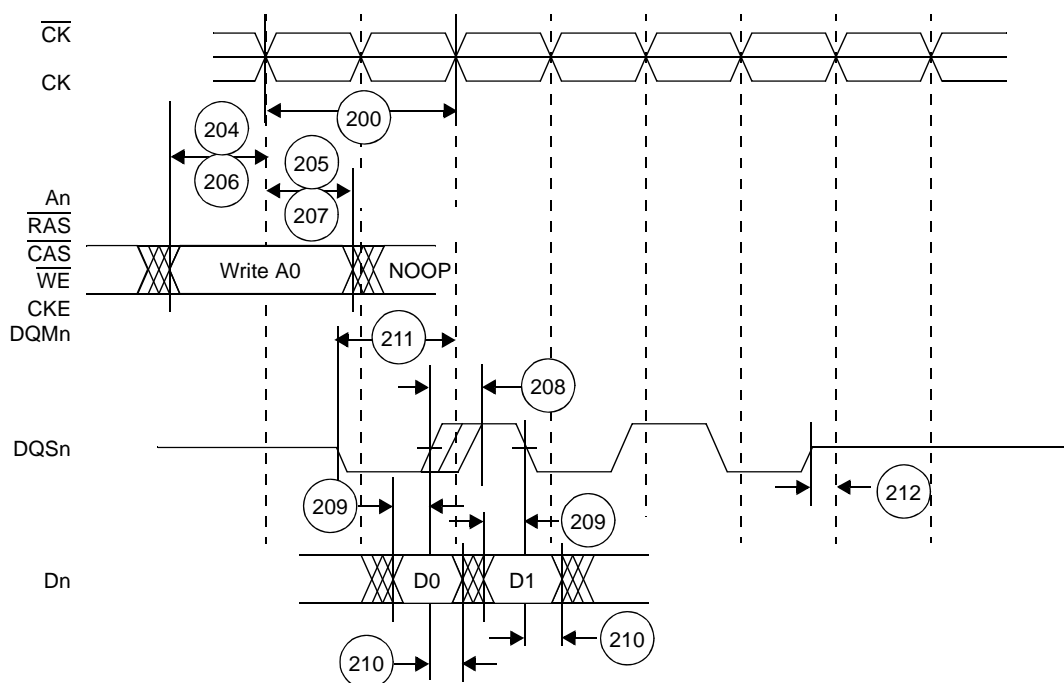 CK
CK
200
204
206
205
207
An
RAS
CAS
WE
CKE
DQMn
Write A0
NOOP
211
208
DQSn
209
209
212
Dn
D0
D1
210
210